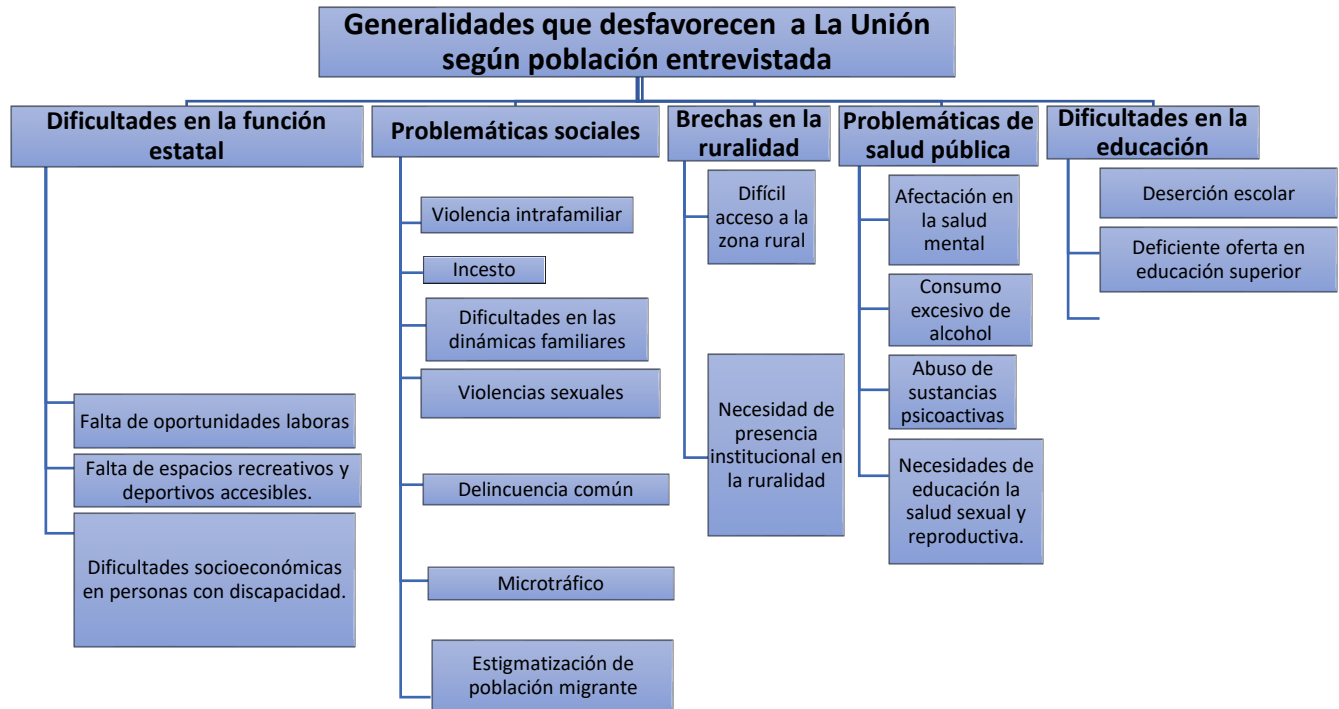 Generalidades que desfavorecen a La Unión
según población entrevistada
Dificultades en la función
estatal
Falta de oportunidades laboras
Falta de espacios recreativos y
deportivos accesibles.
Dificultades socioeconómicas
en personas con discapacidad.
Problemáticas sociales
Violencia intrafamiliar
Incesto
Dificultades en las
dinámicas familiares
Violencias sexuales
Delincuencia común
Microtráfico
Estigmatización de
población migrante
Brechas en la
ruralidad
Difícil
acceso a la
zona rural
Necesidad de
presencia
institucional en
la ruralidad
Problemáticas de
salud pública
Afectación en
la salud
mental
Consumo
excesivo de
alcohol
Abuso de
sustancias
psicoactivas
Necesidades de
educación la
salud sexual y
reproductiva.
Dificultades en la
educación
Deserción escolar
Deficiente oferta en
educación superior